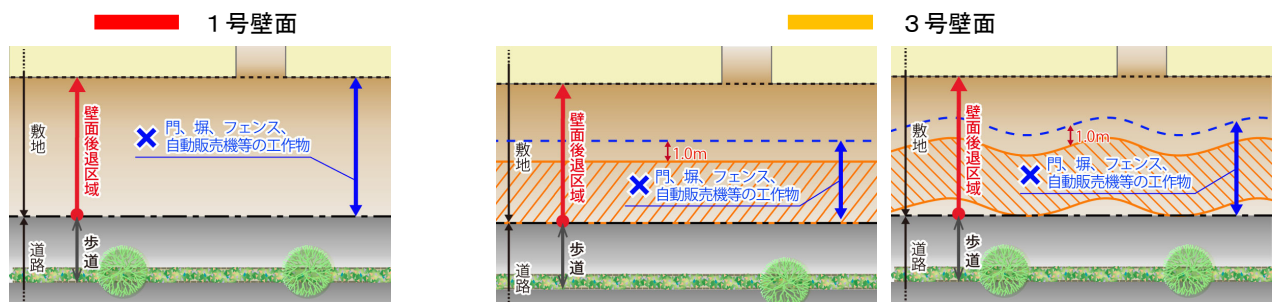 １号壁面
３号壁面
敷地
壁面後退区域
門、塀、フェンス、
自動販売機等の工作物
道路
歩道
敷地
壁面後退区域
1.0m
門、塀、フェンス、
自動販売機等の工作物
道路
歩道
敷地
壁面後退区域
1.0m
門、塀、フェンス、
自動販売機等の工作物
道路
歩道